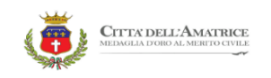 CITTA' DELL'AMATRICE
MEDAGLIA D'ORO AL MERITO CIVILE